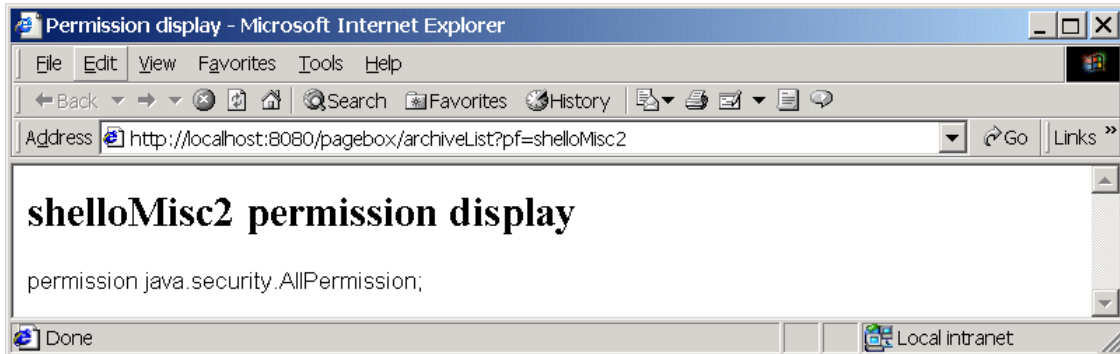 Permission display - Microsoft Internet Explorer
File Edit View Favorites Tools Help
Back Search Favorites History
Address http://localhost:8080/pagebox/archiveList?pf=shelloMisc2 Go Links »
shelloMisc2 permission display
permission java.security.AllPermission;
Done Local intranet